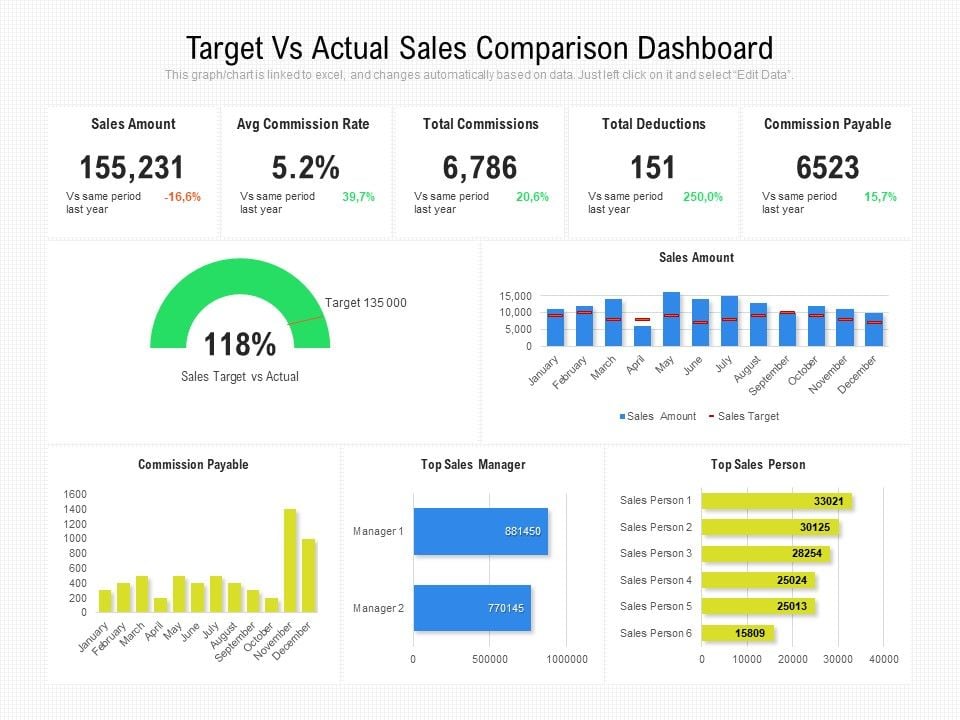 Target Vs Actual Sales Comparison Dashboard
This graph/chart is linked to excel, and changes automatically based on data. Just left click on it and select “Edit Data”.
Sales Amount
155,231
Vs same period
last year
-16,6%
Avg Commission Rate
5.2%
Vs same period
last year
39,7%
Total Commissions
6,786
Vs same period
last year
20,6%
Total Deductions
151
Vs same period
last year
250,0%
Commission Payable
6523
Vs same period
last year
15,7%
Target 135 000
118%
Sales Target vs Actual
Sales Amount
15,000
10,000
5,000
0
January
February
March
April
May
June
July
August
September
October
November
December
Sales Amount
Sales Target
Commission Payable
1600
1400
1200
1000
800
600
400
200
0
January
February
March
April
May
June
July
August
September
October
November
December
Top Sales Manager
Manager 1
881450
Manager 2
770145
0
500000
1000000
Top Sales Person
Sales Person 1
33021
Sales Person 2
30125
Sales Person 3
28254
Sales Person 4
25024
Sales Person 5
25013
Sales Person 6
15809
0
10000
20000
30000
40000